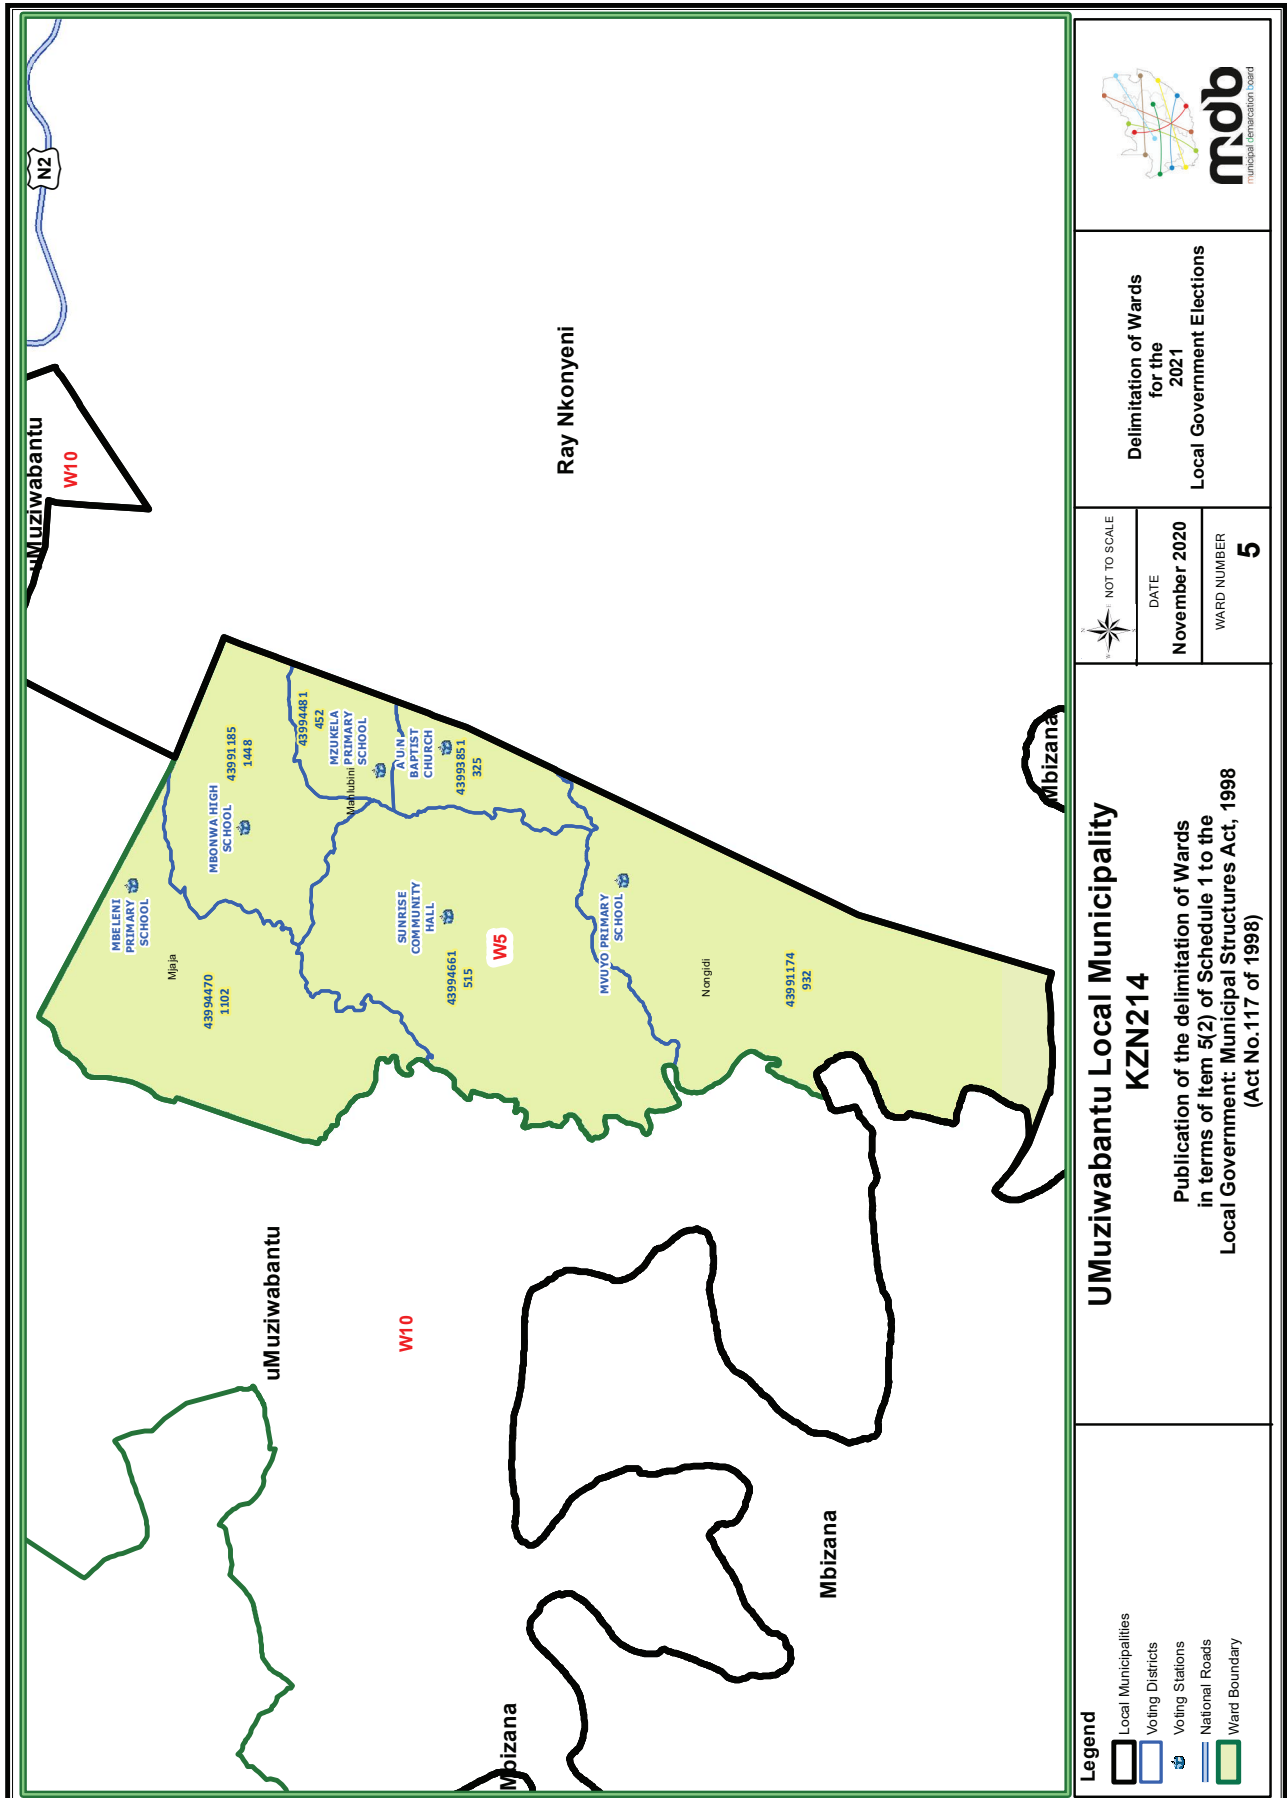 N2
uMuziwabantu
W10
Ray Nkonyeni
MBELENI
PRIMARY
SCHOOL
Mjaja
43994470
1102
MBONWA HIGH
SCHOOL
43991185
1448
43994481
452
MZUKELA
PRIMARY
SCHOOL
Manlubini
A.U.N.
BAPTIST
CHURCH
43993851
325
SUNRISE
COMMUNITY
HALL
43994661
515
W5
MVUYO PRIMARY
SCHOOL
Nongidi
43991174
932
uMuziwabantu
W10
Mbizana
Mbizana
Mbizana
Legend
Local Municipalities
Voting Districts
Voting Stations
National Roads
Ward Boundary
UMuziwabantu Local Municipality
KZN214
Publication of the delimitation of Wards
in terms of Item 5(2) of Schedule 1 to the
Local Government: Municipal Structures Act, 1998
(Act No.117 of 1998)
N
W
E
S
NOT TO SCALE
DATE
November 2020
WARD NUMBER
5
Delimitation of Wards
for the
2021
Local Government Elections
mdb
municipal demarcation board